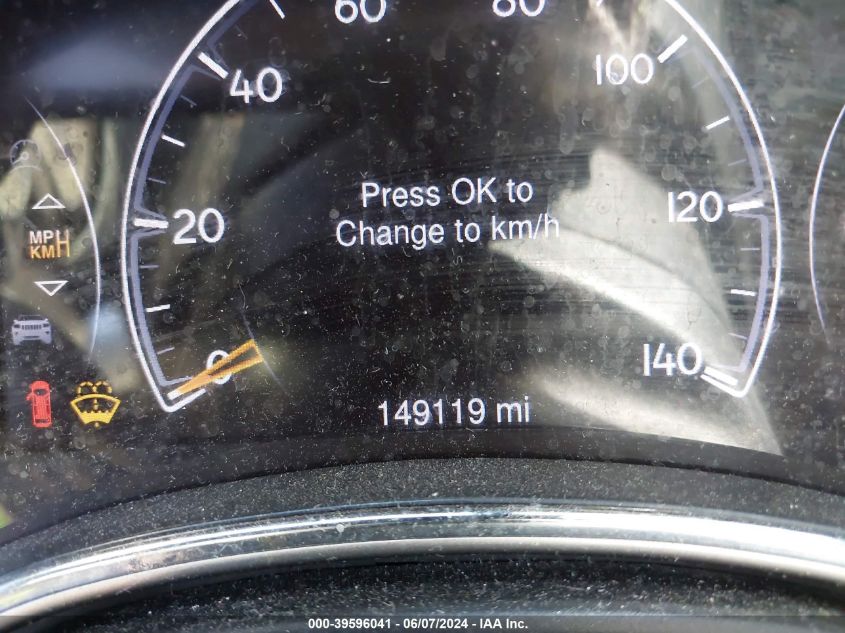 60 80
40 100
Press OK to
20 120
Change to km/h
MPH
KM
0 140
149119 mi
000-39596041 / 06/07/2024 - IAA Inc.